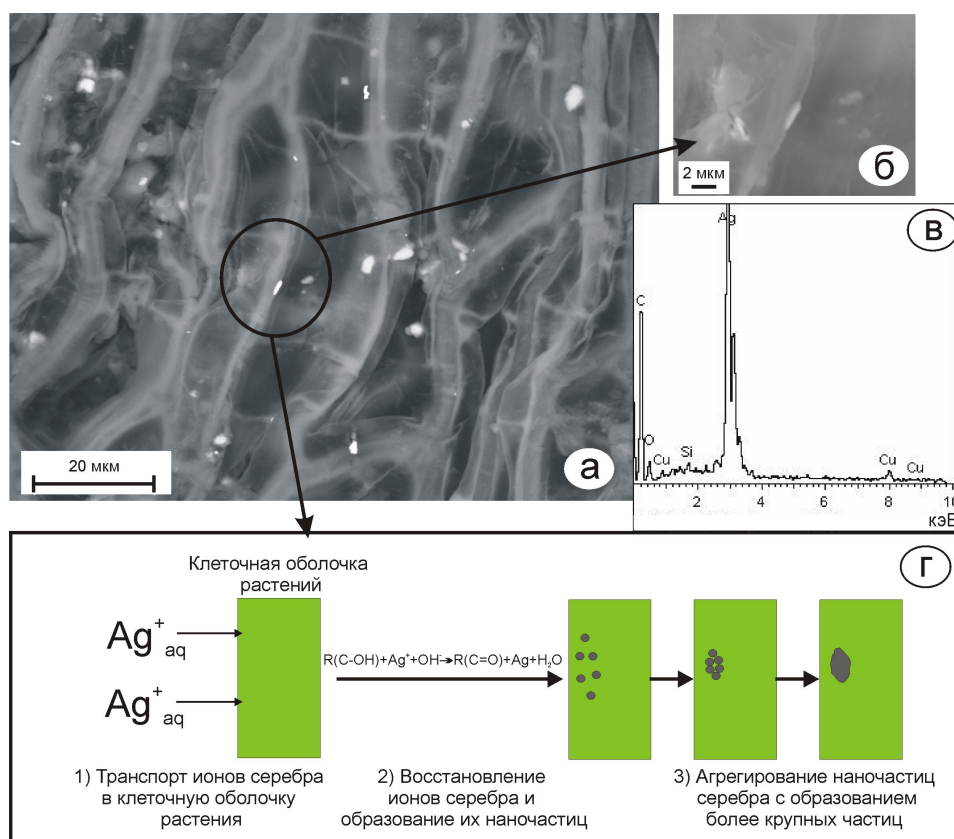 20 мкм
а
2 мкм
б
в
Ag
C
O
Cu
Si
Cu
Cu
2
4
6
8
10
кэВ
г
Клеточная оболочка
растений
Ag⁺aq
Ag⁺aq
R(C-OH)+Ag⁺+OH→R(C=O)+Ag+H₂O
1) Транспорт ионов серебра
в клеточную оболочку
растения
2) Восстановление
ионов серебра и
образование их наночастиц
3) Агрегирование наночастиц
серебра с образованием
более крупных частиц